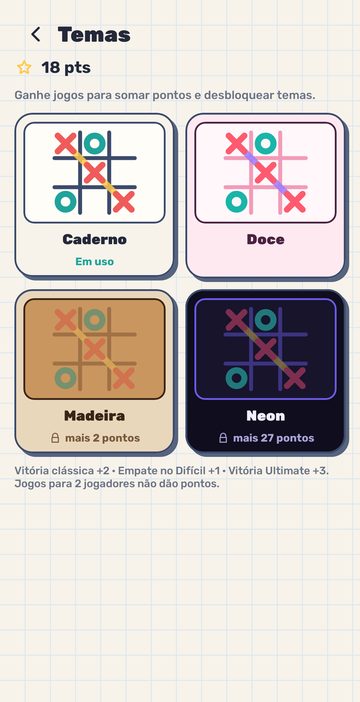 Temas
18 pts
Ganhe jogos para somar pontos e desbloquear temas.
Caderno
Em uso
Doce
Madeira
mais 2 pontos
Neon
mais 27 pontos
Vitória clássica +2 • Empate no Difícil +1 • Vitória Ultimate +3.
Jogos para 2 jogadores não dão pontos.